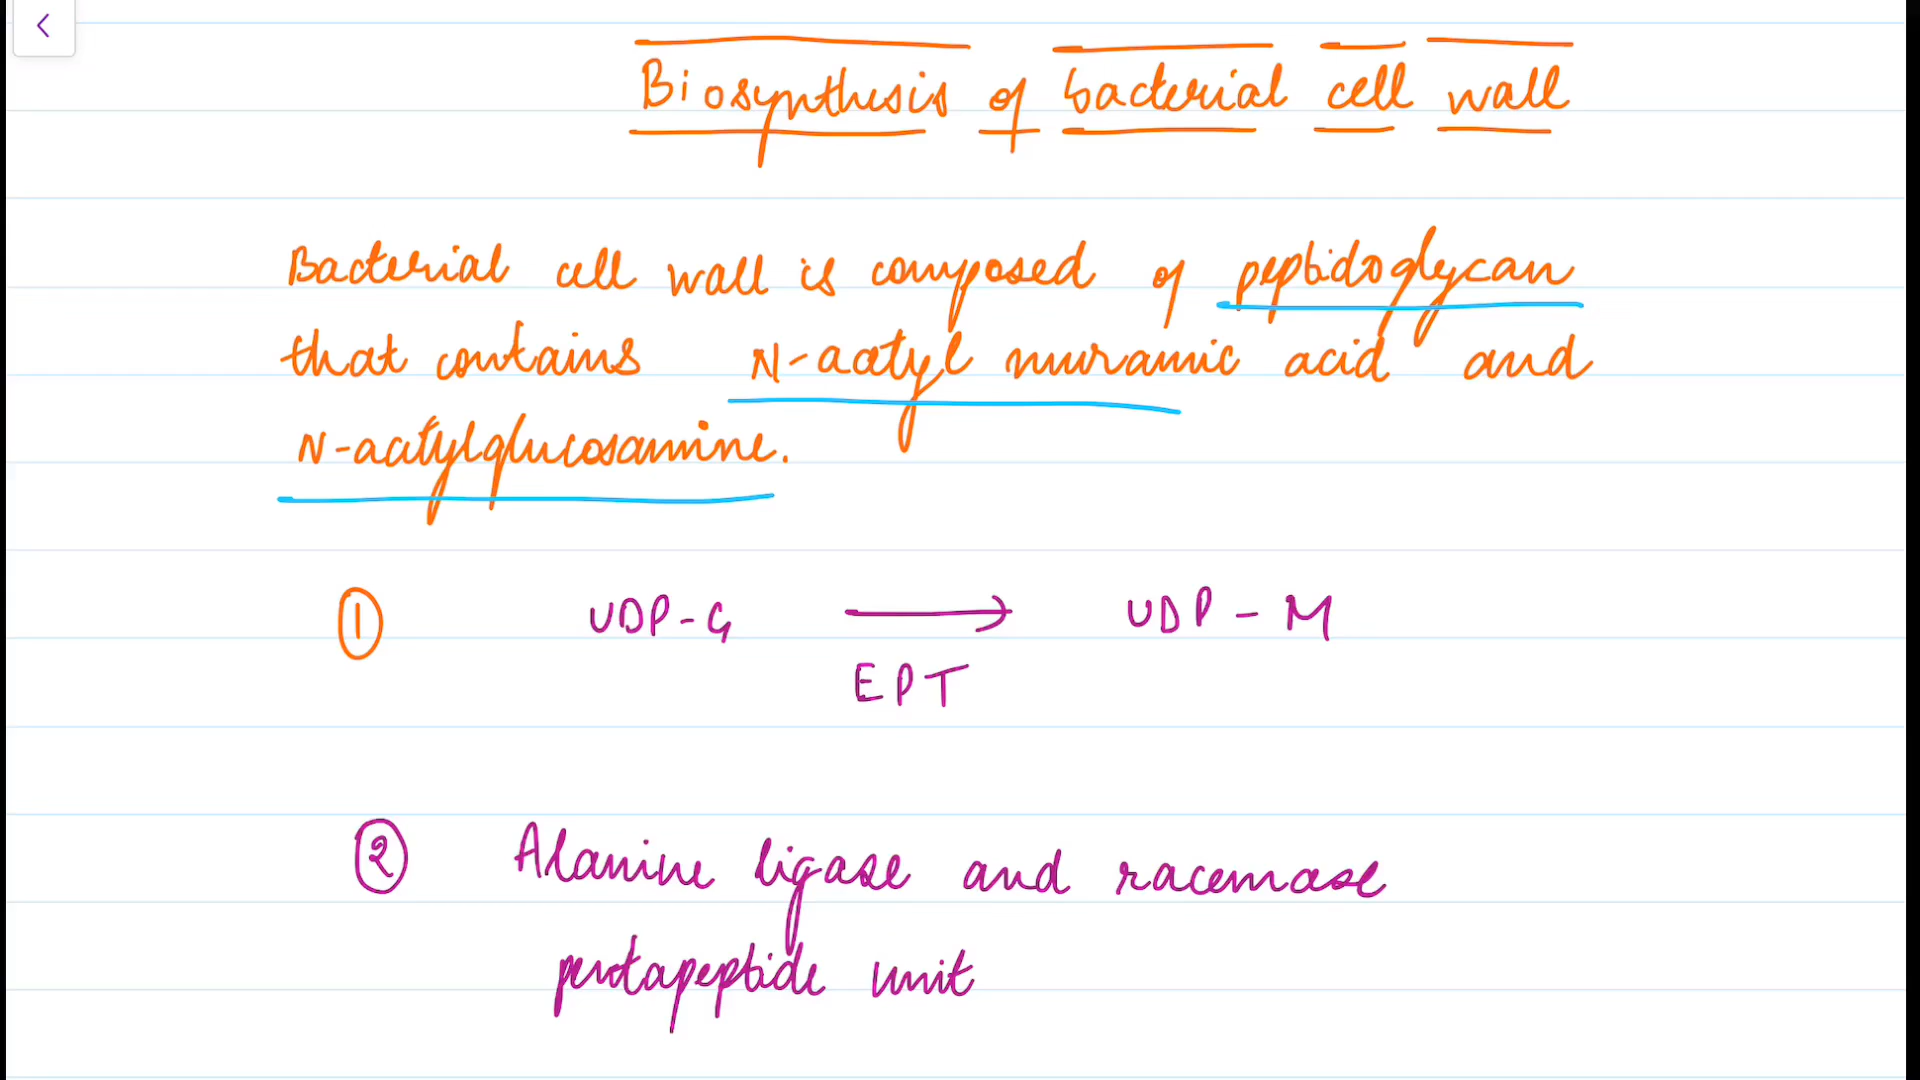 Biosynthesis of bacterial cell wall
Bacterial cell wall is composed of peptidoglycan
that contains N-acetyl muramic acid and
N-acetylglucosamine.
① UDP-G → UDP-M
EPT
② Alanine ligase and racemase
pentapeptide unit